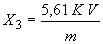 X₃ = 5,61 K V / m